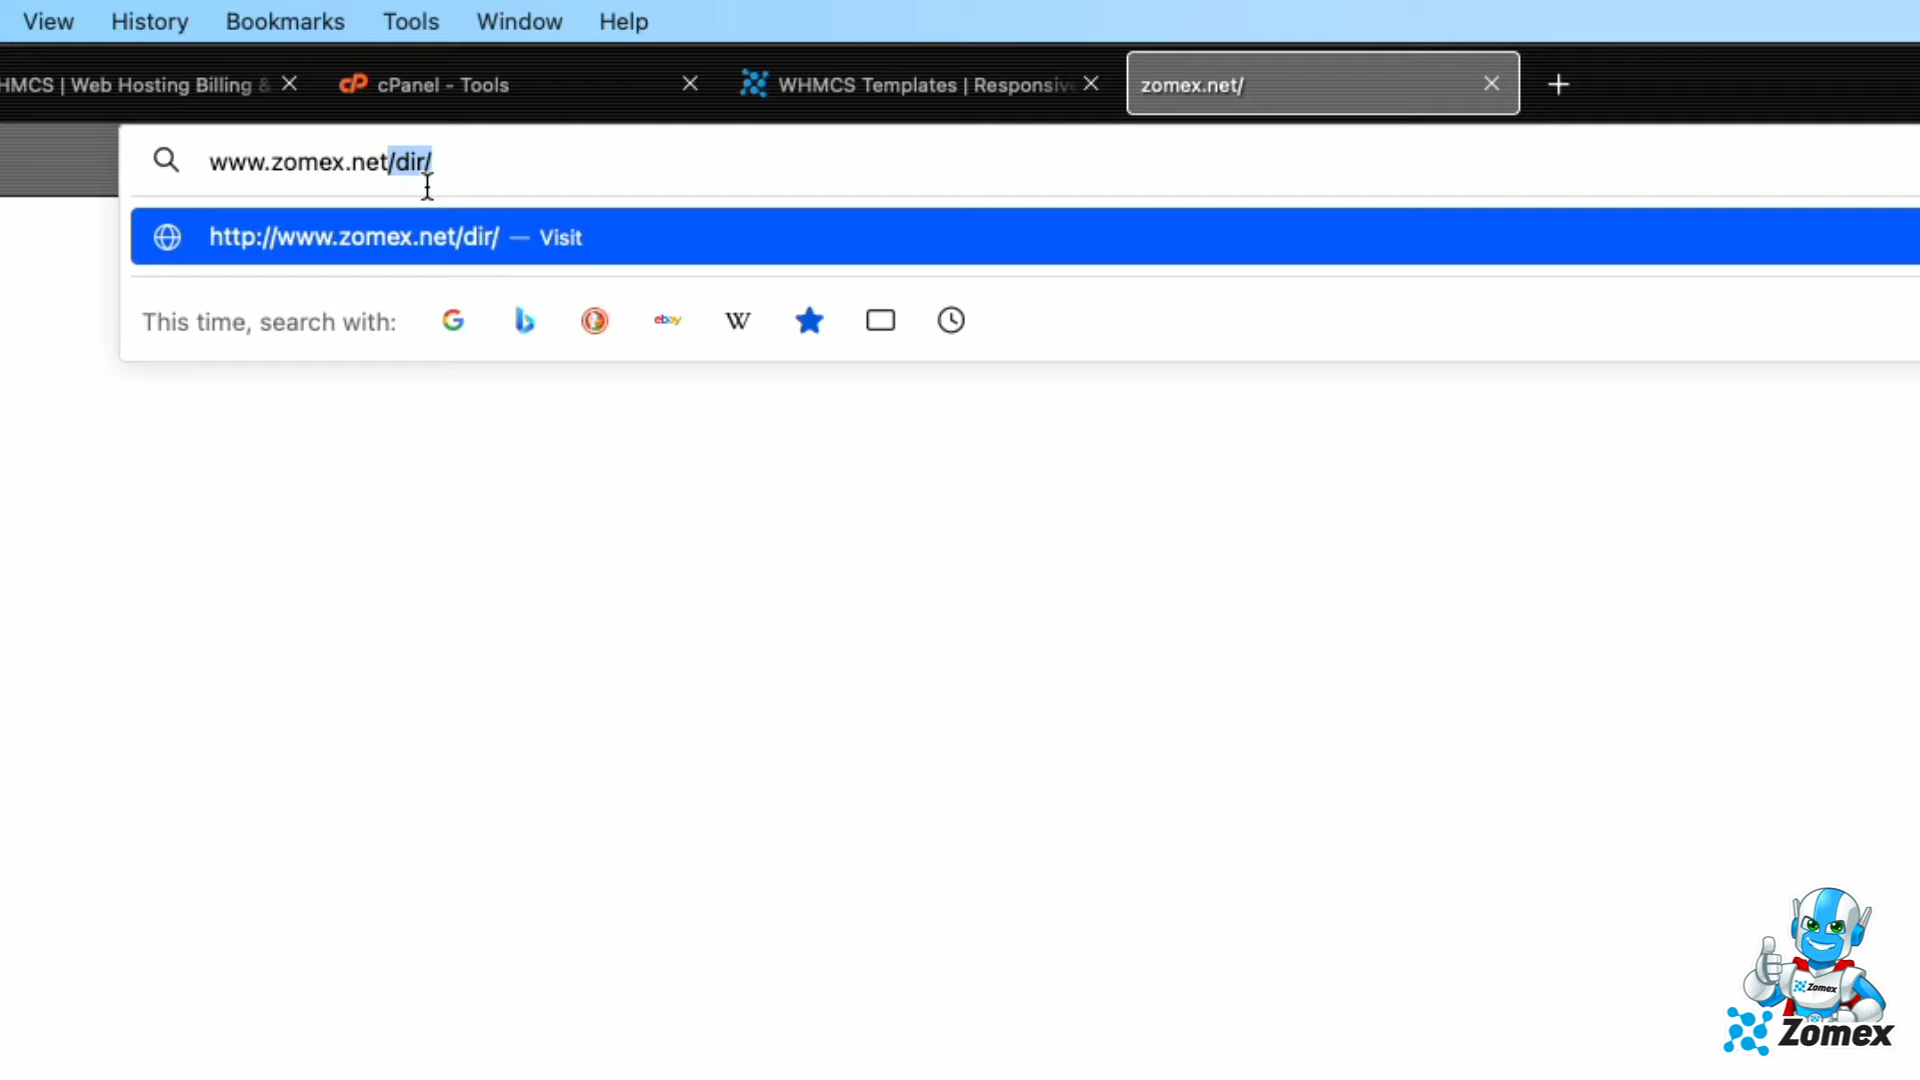 View History Bookmarks Tools Window Help
HMCS | Web Hosting Billing & cPanel - Tools WHMCS Templates | Responsive zomex.net/
www.zomex.net/dir/
http://www.zomex.net/dir/ — Visit
This time, search with: G b ebay W
Zomex
Zomex